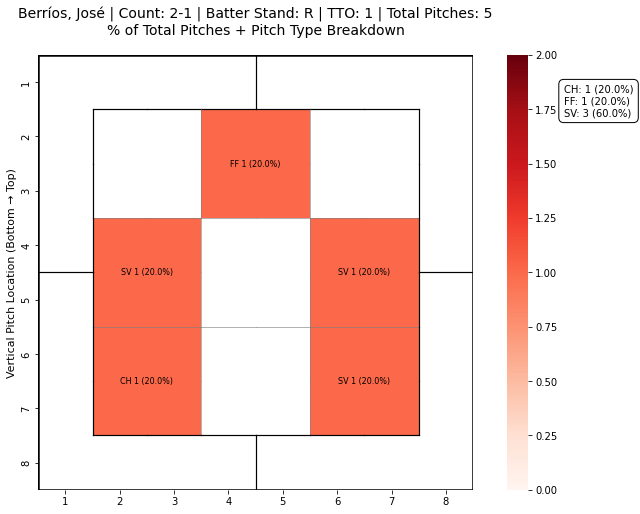 Berríos, José | Count: 2-1 | Batter Stand: R | TTO: 1 | Total Pitches: 5
% of Total Pitches + Pitch Type Breakdown
2.00
CH: 1 (20.0%)
FF: 1 (20.0%)
SV: 3 (60.0%)
1.75
1.50
1.25
1.00
0.75
0.50
0.25
0.00
Vertical Pitch Location (Bottom → Top)
1
2
3
4
5
6
7
8
FF 1 (20.0%)
SV 1 (20.0%)
SV 1 (20.0%)
CH 1 (20.0%)
SV 1 (20.0%)
1 2 3 4 5 6 7 8